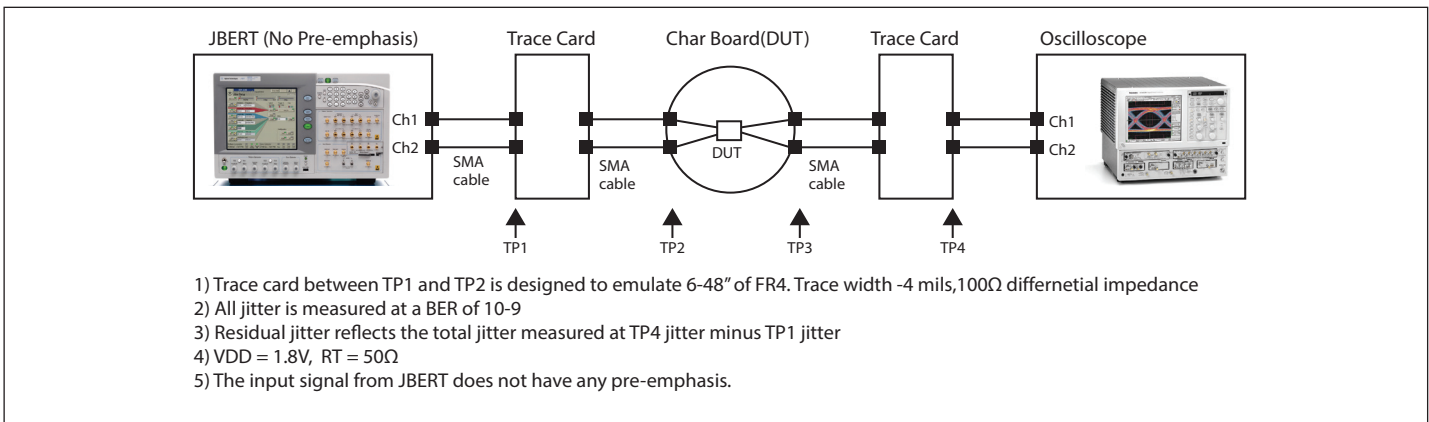 JBERT (No Pre-emphasis)
Trace Card
Char Board(DUT)
Trace Card
Oscilloscope
Ch1
Ch2
SMA
cable
SMA
cable
DUT
SMA
cable
Ch1
Ch2
TP1
TP2
TP3
TP4
1) Trace card between TP1 and TP2 is designed to emulate 6-48" of FR4. Trace width -4 mils,100Ω differnetial impedance
2) All jitter is measured at a BER of 10-9
3) Residual jitter reflects the total jitter measured at TP4 jitter minus TP1 jitter
4) VDD = 1.8V, RT = 50Ω
5) The input signal from JBERT does not have any pre-emphasis.